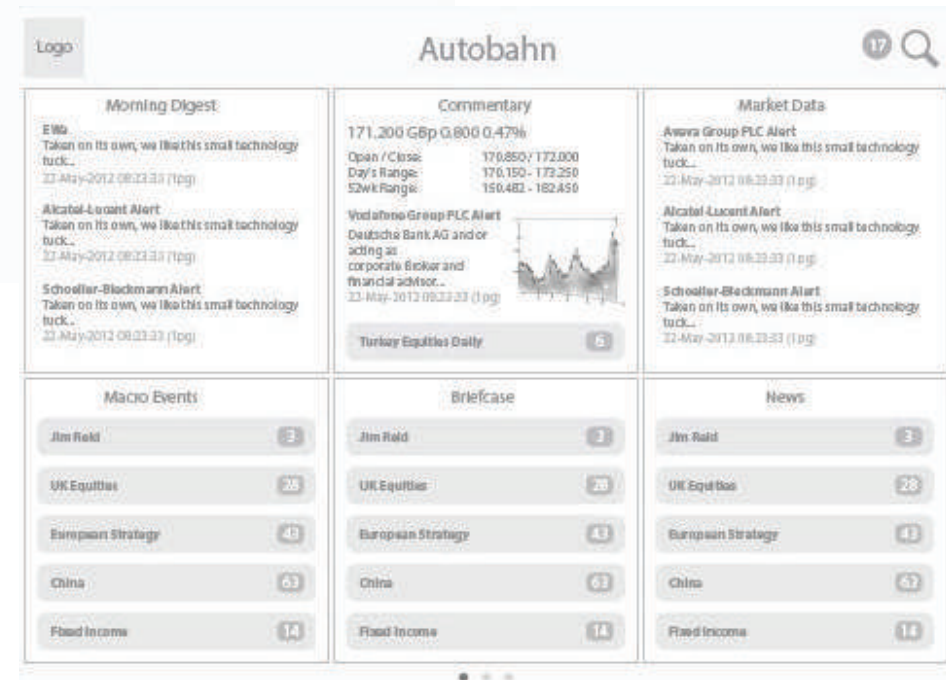 Logo
Autobahn
17
Morning Digest
Taken on its own, we like this small technology
tuck...
22-May-2012 08:23:33 (1pg)
Alcatel-Lucent Alert
Taken on its own, we like this small technology
tuck...
22-May-2012 08:23:33 (1pg)
Schoeller-Bleckmann Alert
Taken on its own, we like this small technology
tuck...
22-May-2012 08:23:33 (1pg)
Commentary
171.200 GBp 0.800 0.47%
Open / Close: 170.850 / 172.000
Day's Range: 170.150 - 173.250
52wk Range: 150.482 - 182.450
Vodafone Group PLC Alert
Deutsche Bank AG and or
acting as
corporate Broker and
financial advisor...
22-May-2012 08:23:33 (1pg)
Turkey Equities Daily 6
Market Data
Group PLC Alert
Taken on its own, we like this small technology
tuck...
22-May-2012 08:23:33 (1pg)
Alcatel-Lucent Alert
Taken on its own, we like this small technology
tuck...
22-May-2012 08:23:33 (1pg)
Schoeller-Bleckmann Alert
Taken on its own, we like this small technology
tuck...
22-May-2012 08:23:33 (1pg)
Macro Events
Jim Reid 3
UK Equities 28
European Strategy 43
China 63
Fixed Income 14
Briefcase
Jim Reid 3
UK Equities 28
European Strategy 43
China 63
Fixed Income 14
News
Jim Reid 3
UK Equities 28
European Strategy 43
China 63
Fixed Income 14